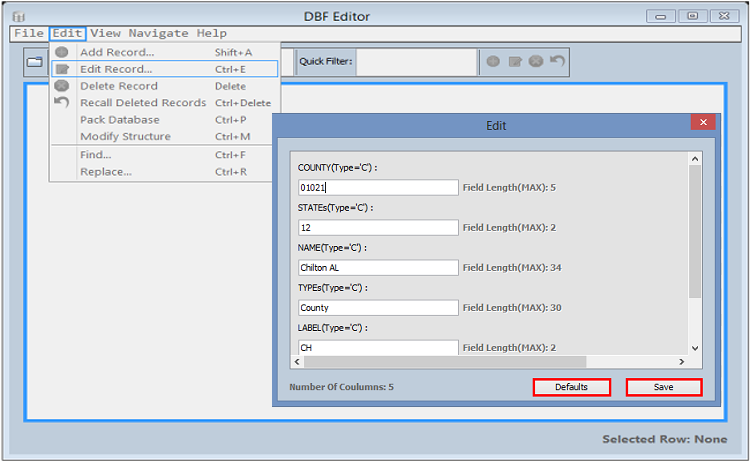 DBF Editor
File Edit View Navigate Help
Add Record... Shift+A
Edit Record... Ctrl+E
Delete Record Delete
Recall Deleted Records Ctrl+Delete
Pack Database Ctrl+P
Modify Structure Ctrl+M
Find... Ctrl+F
Replace... Ctrl+R
Quick Filter:
Edit
COUNTY(Type='C') :
01021 Field Length(MAX): 5
STATEs(Type='C') :
12 Field Length(MAX): 2
NAME(Type='C') :
Chilton AL Field Length(MAX): 34
TYPEs(Type='C') :
County Field Length(MAX): 30
LABEL(Type='C') :
CH Field Length(MAX): 2
Number Of Coulumns: 5 Defaults Save
Selected Row: None